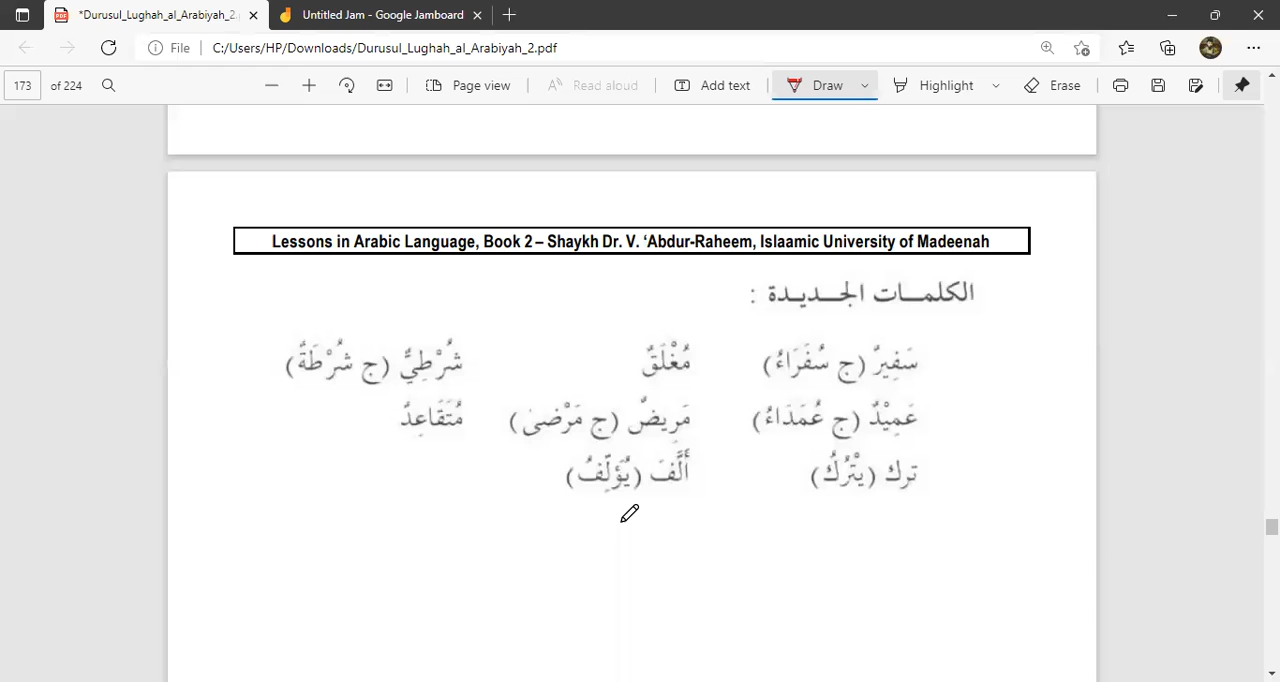 *Durusul_Lughah_al_Arabiyah_2. Untitled Jam - Google Jamboard
File C:/Users/HP/Downloads/Durusul_Lughah_al_Arabiyah_2.pdf
173 of 224 Page view Read aloud Add text Draw Highlight Erase
Lessons in Arabic Language, Book 2 – Shaykh Dr. V. ‘Abdur-Raheem, Islaamic University of Madeenah
الكلمات الجديدة :
سَفِيرٌ (ج سُفَرَاءُ) مُغْلَقٌ شُرْطِيٌّ (ج شُرْطَةٌ)
عَمِيْدٌ (ج عُمَدَاءُ) مَرِيضٌ (ج مَرْضىٰ) مُتَقَاعِدٌ
ترك (يَتْرُكُ) أَلَّفَ (يُؤَلِّفُ)